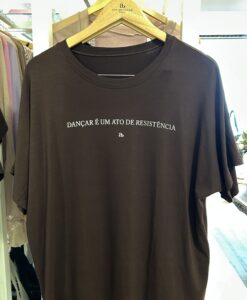 DANÇAR É UM ATO DE RESISTÊNCIA